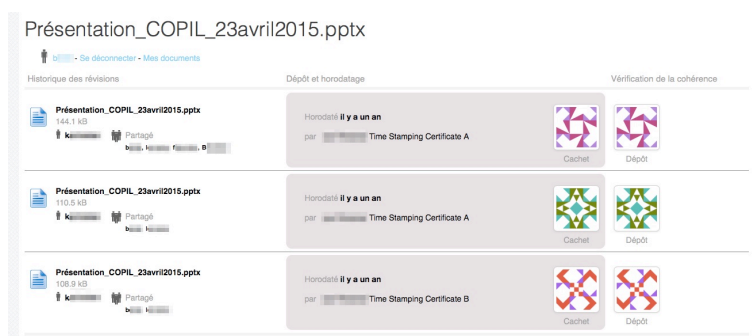 Présentation_COPIL_23avril2015.pptx
- Se déconnecter - Mes documents
Historique des révisions
Dépôt et horodatage
Vérification de la cohérence
Présentation_COPIL_23avril2015.pptx
144.1 kB
Partagé
Horodaté il y a un an
par Time Stamping Certificate A
Cachet
Dépôt
Présentation_COPIL_22avril2015.pptx
110.5 kB
Partagé
Horodaté il y a un an
par Time Stamping Certificate A
Cachet
Dépôt
Présentation_COPIL_22avril2015.pptx
108.9 kB
Partagé
Horodaté il y a un an
par Time Stamping Certificate B
Cachet
Dépôt